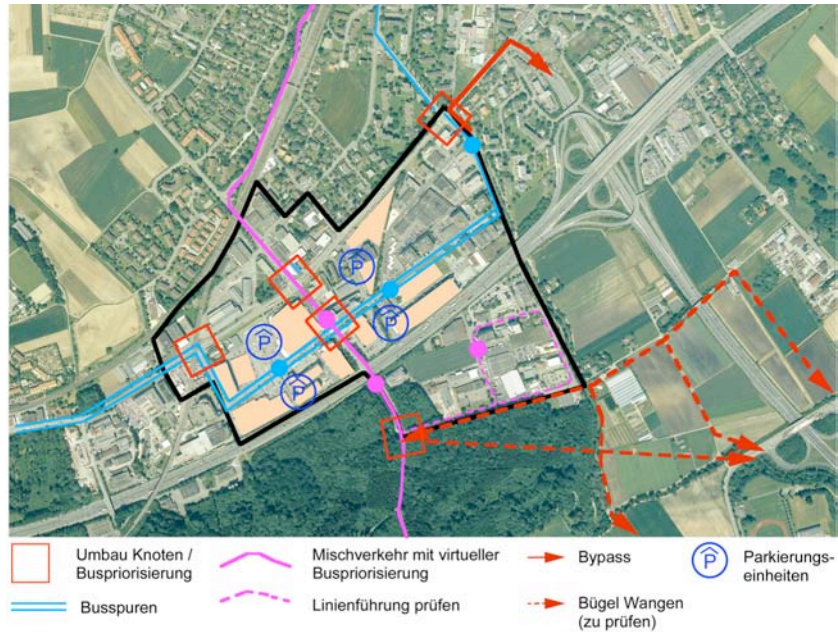 P
P
P
P
Umbau Knoten /
Buspriorisierung
Mischverkehr mit virtueller
Buspriorisierung
Bypass
P
Parkierungs-
einheiten
Busspuren
Linienführung prüfen
Bügel Wangen
(zu prüfen)